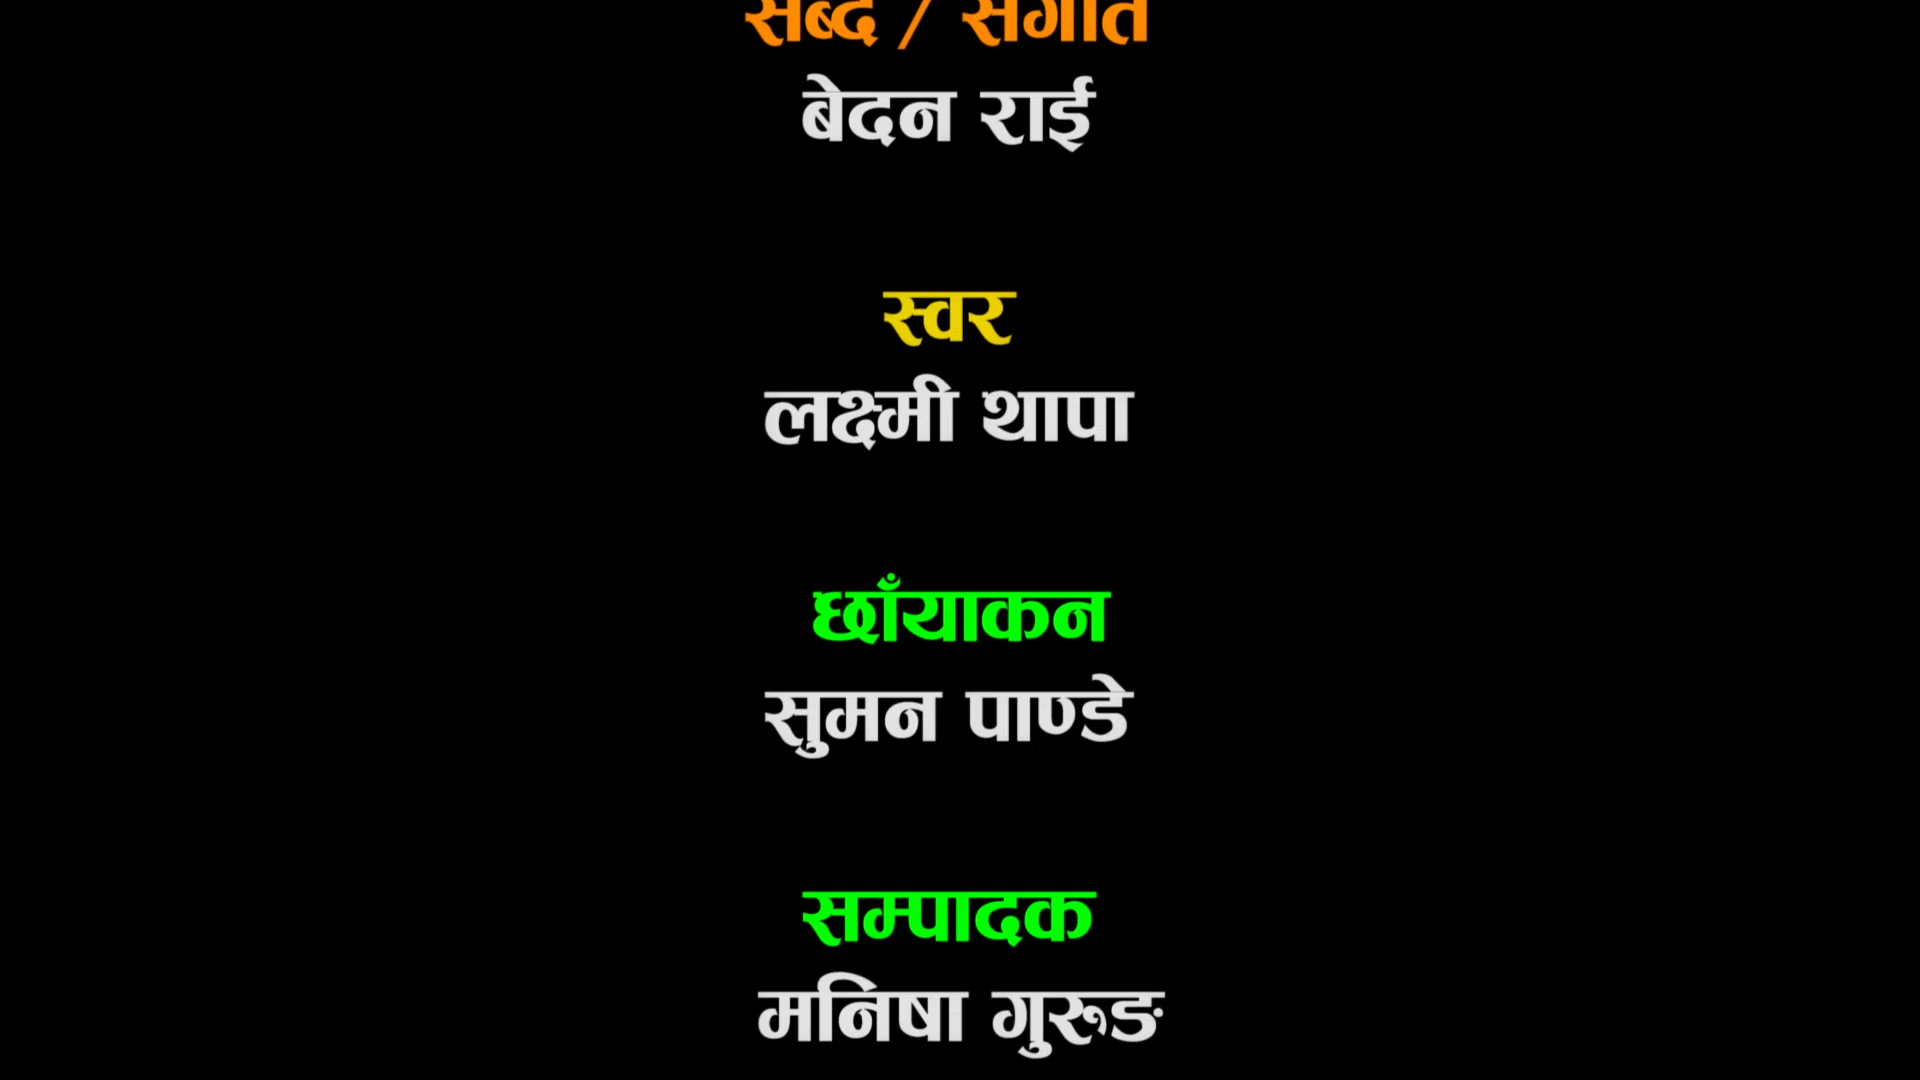 सब्द / संगीत
बेदन राई
स्वर
लक्ष्मी थापा
छाँयाकन
सुमन पाण्डे
सम्पादक
मनिषा गुरुङ